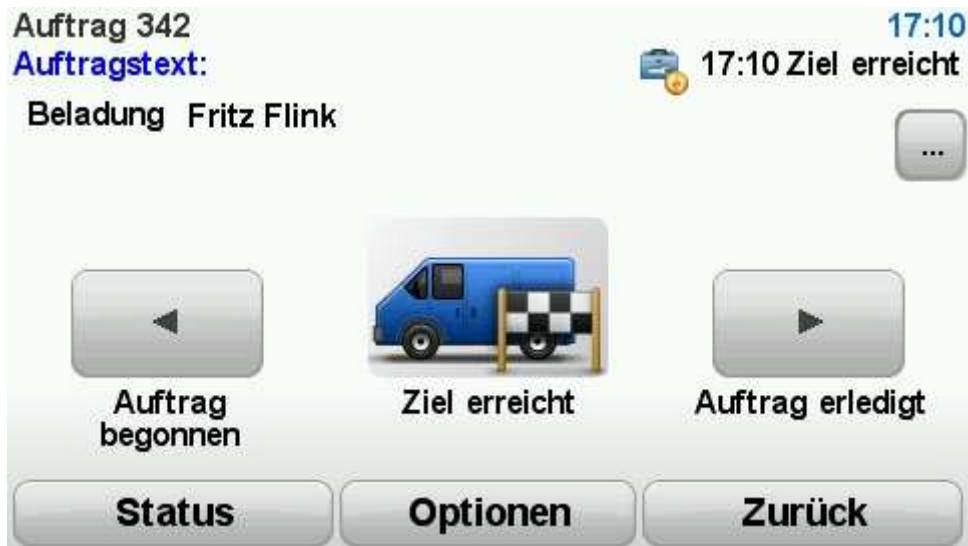 Auftrag 342
17:10
Auftragstext:
17:10 Ziel erreicht
Beladung Fritz Flink
...
Auftrag begonnen
Ziel erreicht
Auftrag erledigt
Status
Optionen
Zurück